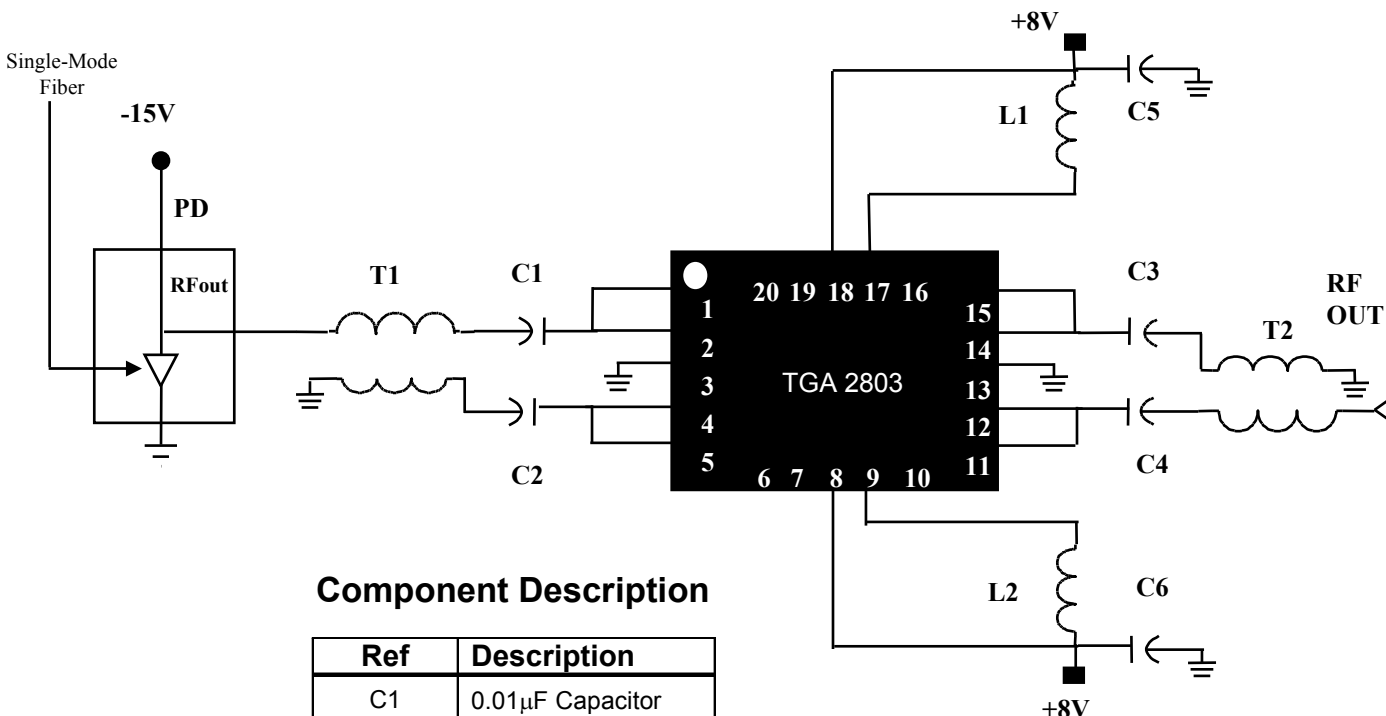 +8V
Single-Mode
Fiber
-15V
L1
C5
PD
RFout
T1
C1
C3
RF
OUT
T2
20 19 18 17 16
1
2
3
4
5
15
14
13
12
11
TGA 2803
6 7 8 9 10
C2
C4
L2
C6
+8V
Component Description
Ref Description
C1 0.01μF Capacitor